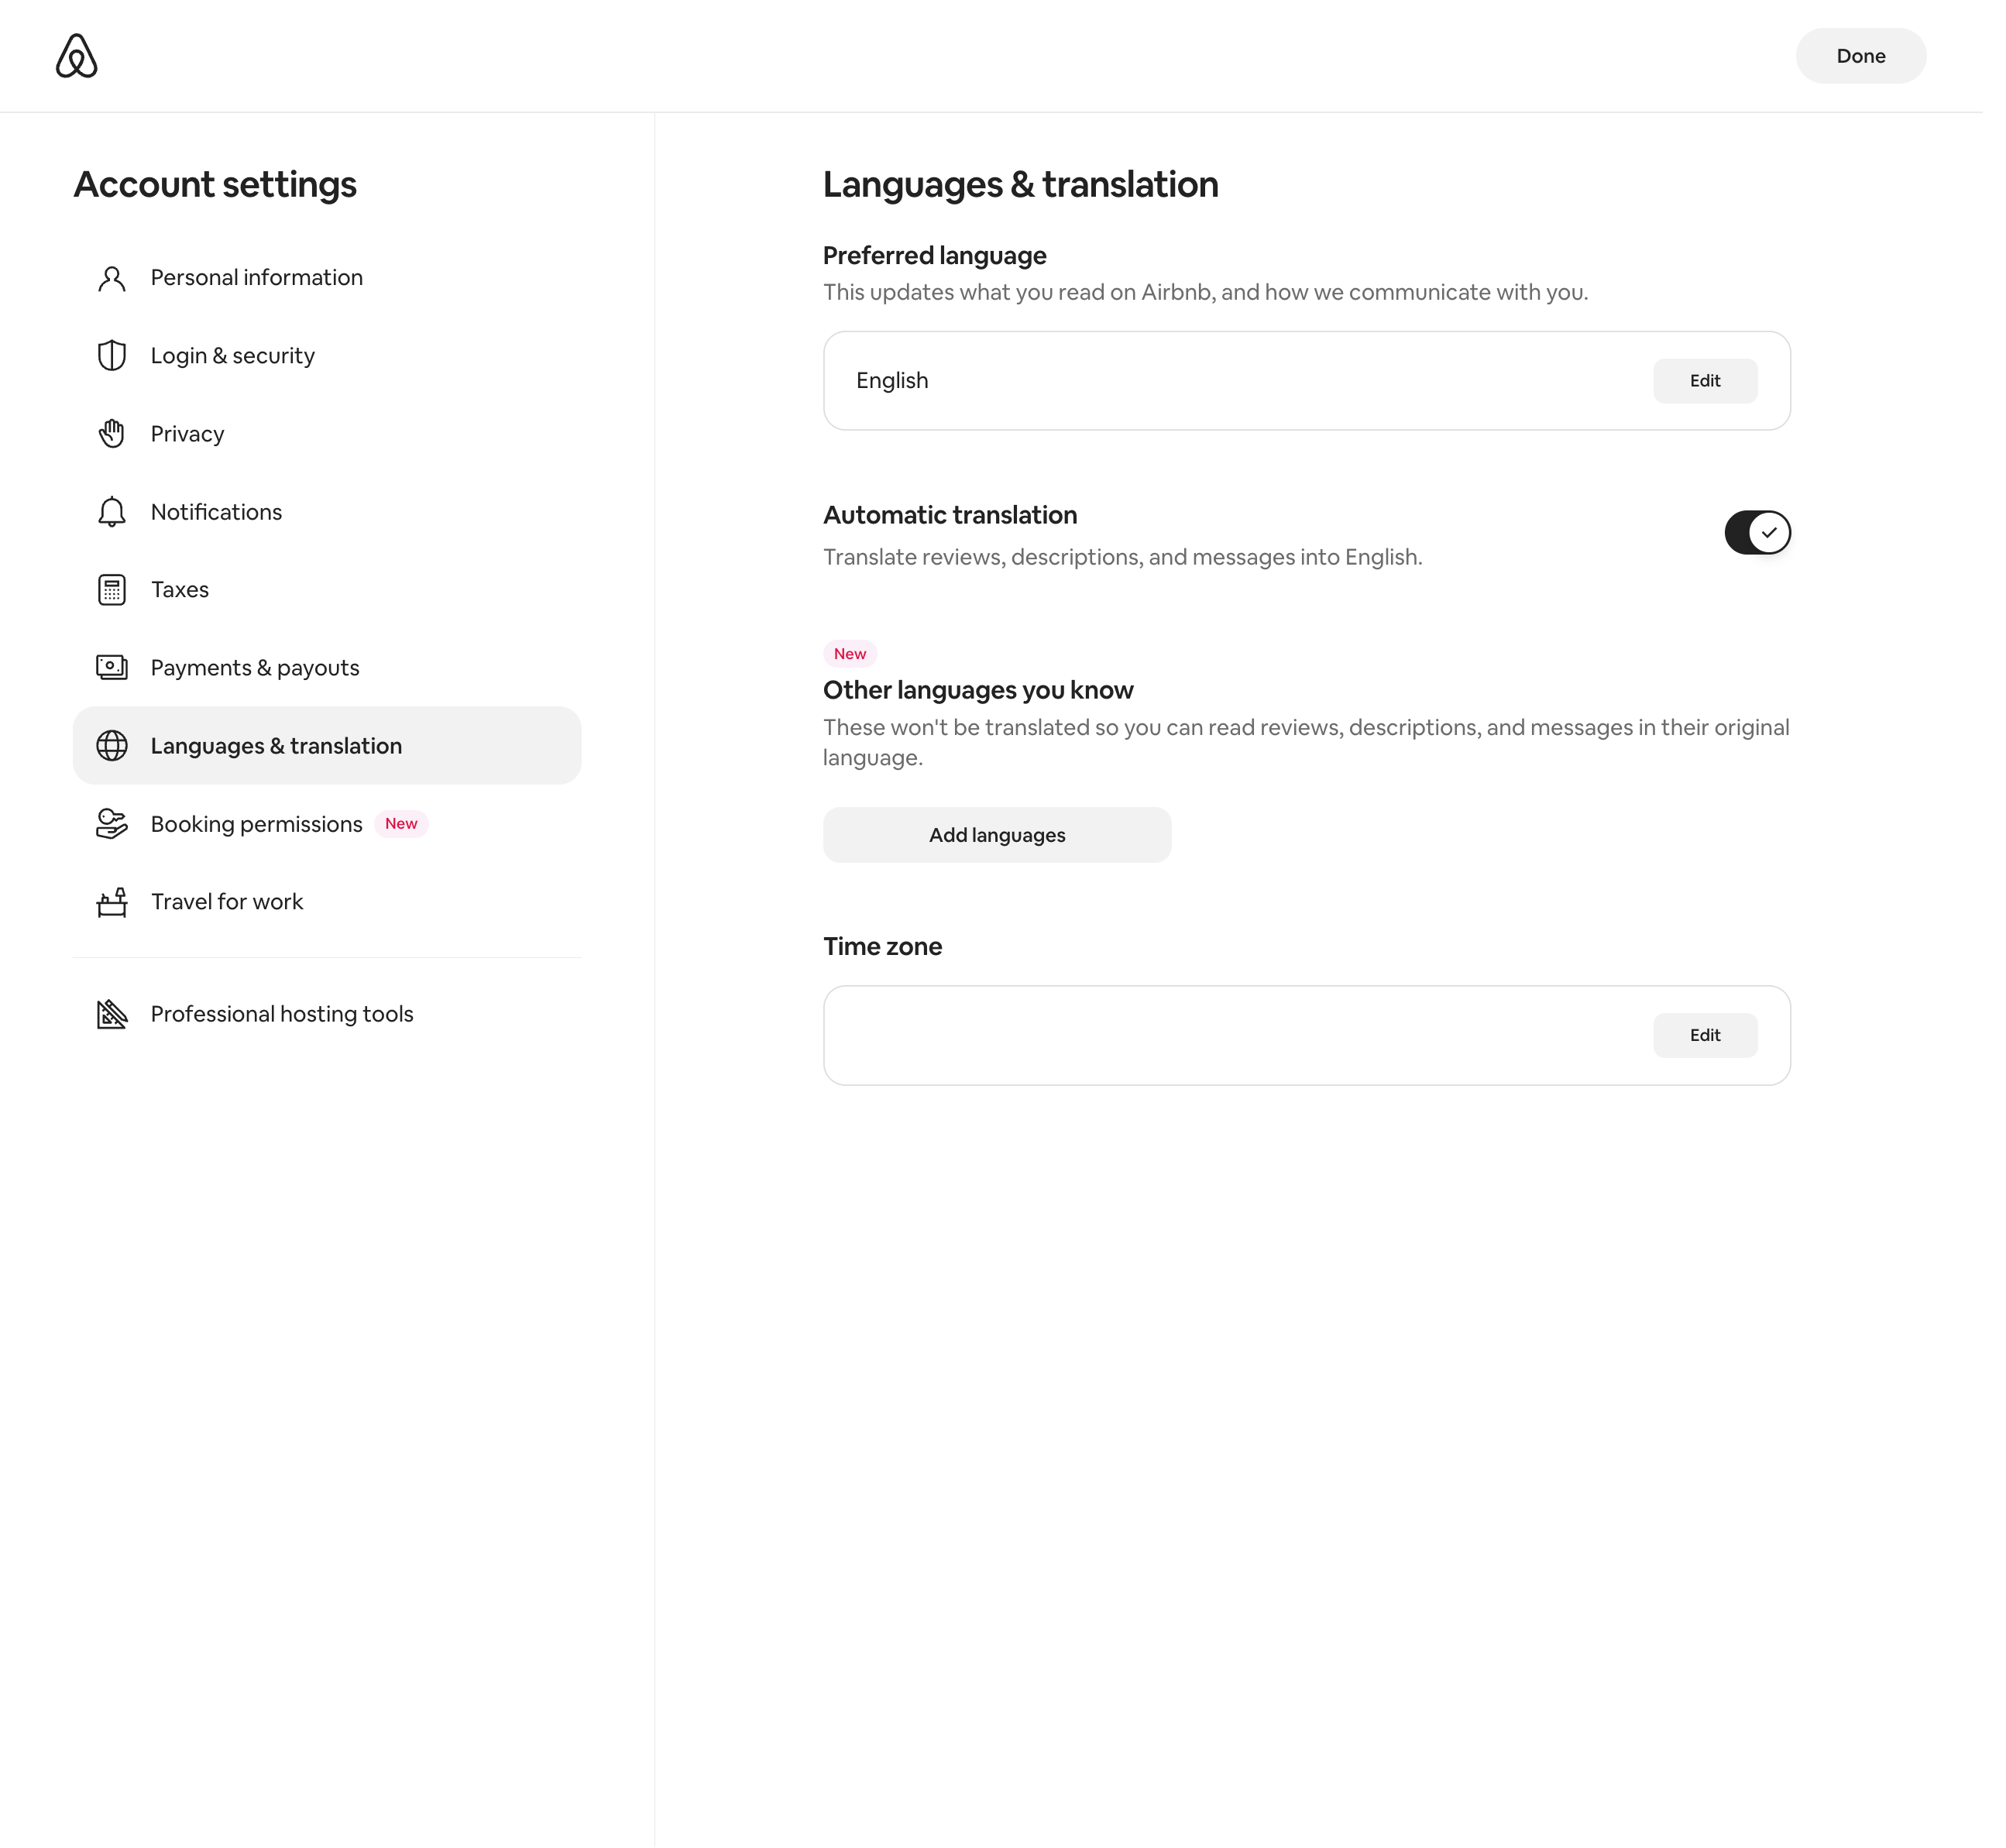 Done
Account settings
Personal information
Login & security
Privacy
Notifications
Taxes
Payments & payouts
Languages & translation
Booking permissions New
Travel for work
Professional hosting tools
Languages & translation
Preferred language
This updates what you read on Airbnb, and how we communicate with you.
English Edit
Automatic translation
Translate reviews, descriptions, and messages into English.
New
Other languages you know
These won't be translated so you can read reviews, descriptions, and messages in their original
language.
Add languages
Time zone
Edit